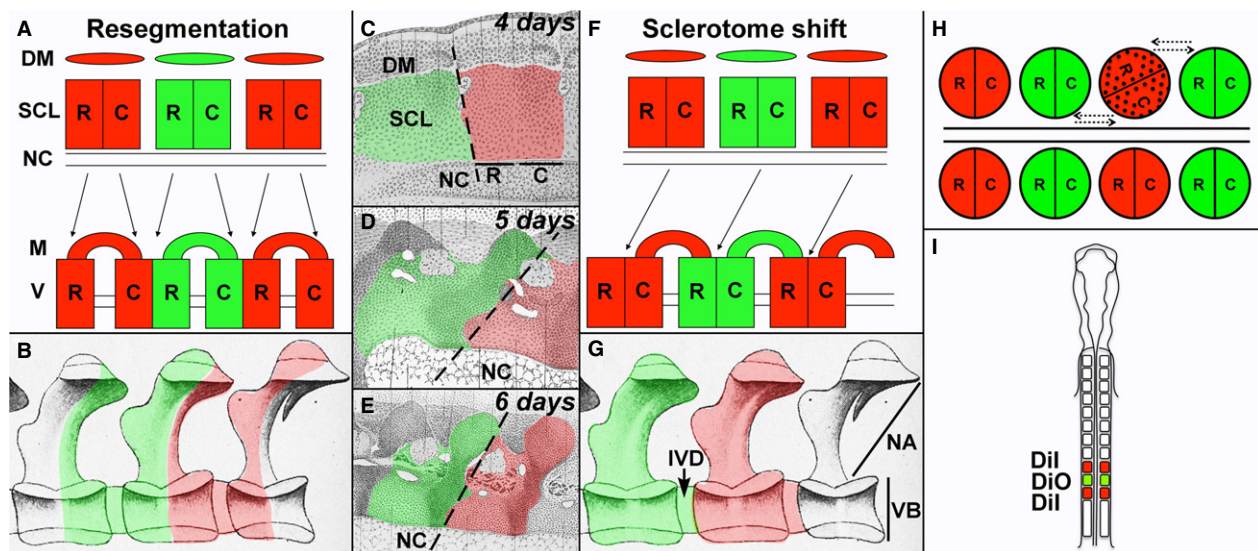 A
Resegmentation
DM
SCL
R C R C R C
NC
M
V
R C R C R C
B
C
4 days
DM
SCL
NC R C
D
5 days
NC
E
6 days
NC
F
Sclerotome shift
R C R C R C
R C R C R C
G
IVD
NA
VB
H
R C R C R C R C
R C R C R C R C
I
DiI
DiO
DiI